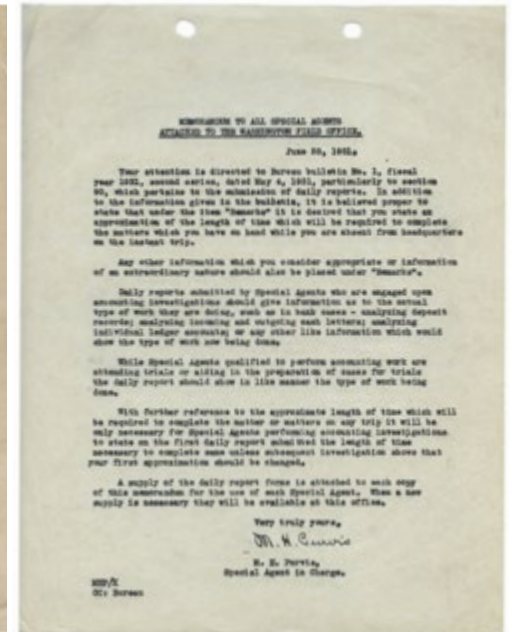 MEMORANDUM TO ALL SPECIAL AGENTS
ATTACHED TO THE WASHINGTON FIELD OFFICE.
June 1931.
Your attention is directed to Bureau bulletin No. 1, fiscal
year 1931, second series, dated May 4, 1931, particularly to section
which pertains to the submission of daily reports. In addition
to the information given in the bulletin, it is believed proper to
state that under the item "Remarks" it is desired that you state an
approximation of the length of time which will be required to complete
the matters which you have on hand while you are absent from headquarters
on the instant trip.
Any other information which you consider appropriate or information
of an extraordinary nature should also be placed under "Remarks".
Daily reports submitted by Special Agents who are engaged upon
accounting investigations should give information as to the actual
type of work they are doing, such as in bank cases - analyzing deposit
records; analyzing incoming and outgoing cash letters; analyzing
individual ledger accounts; or any other like information which would
show the type of work now being done.
While Special Agents qualified to perform accounting work are
attending trials or aiding in the preparation of cases for trials
the daily report should show in like manner the type of work being
done.
With further reference to the approximate length of time which will
be required to complete the matter or matters on any trip it will be
only necessary for Special Agents performing accounting investigations
to state on the first daily report submitted the length of time
necessary to complete same unless subsequent investigation shows that
your first approximation should be changed.
A supply of the daily report forms is attached to each copy
of this memorandum for the use of each Special Agent. When a new
supply is necessary they will be available at this office.
Very truly yours,
M. H. Purvis
M. H. Purvis,
Special Agent in Charge.
CC: Bureau